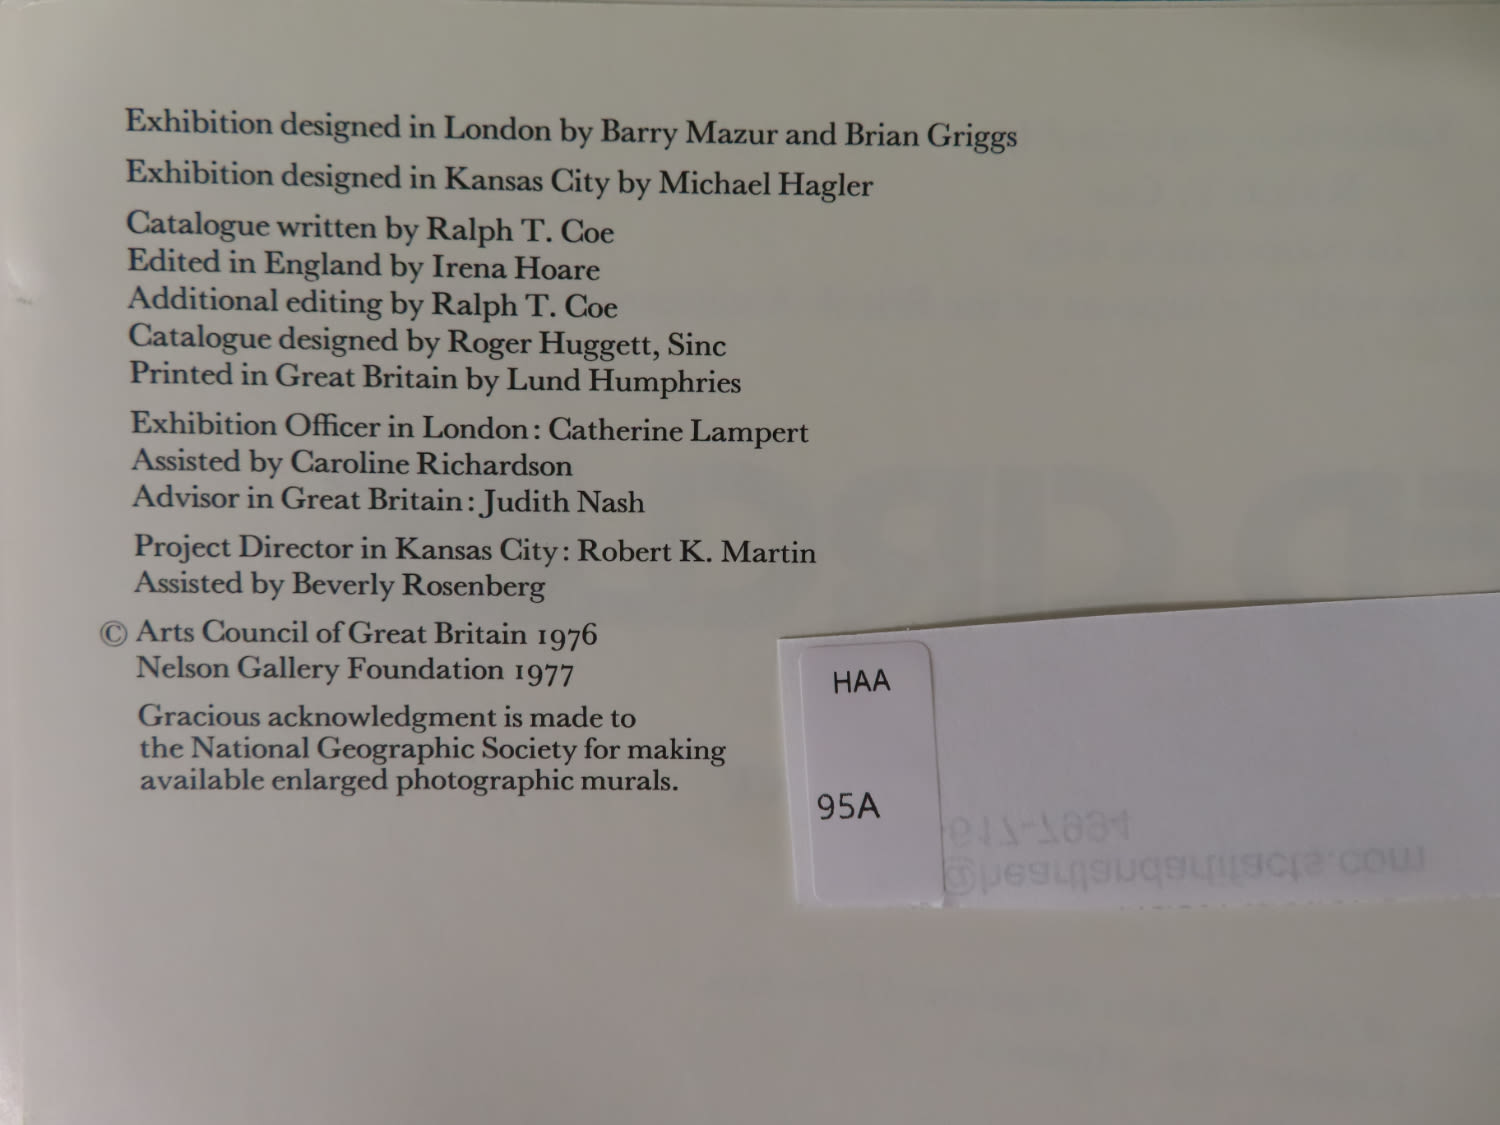 Exhibition designed in London by Barry Mazur and Brian Griggs
Exhibition designed in Kansas City by Michael Hagler
Catalogue written by Ralph T. Coe
Edited in England by Irena Hoare
Additional editing by Ralph T. Coe
Catalogue designed by Roger Huggett, Sinc
Printed in Great Britain by Lund Humphries
Exhibition Officer in London: Catherine Lampert
Assisted by Caroline Richardson
Advisor in Great Britain: Judith Nash
Project Director in Kansas City: Robert K. Martin
Assisted by Beverly Rosenberg
© Arts Council of Great Britain 1976
Nelson Gallery Foundation 1977
Gracious acknowledgment is made to
the National Geographic Society for making
available enlarged photographic murals.
HAA
95A
617-7994
@heartlandartifacts.com